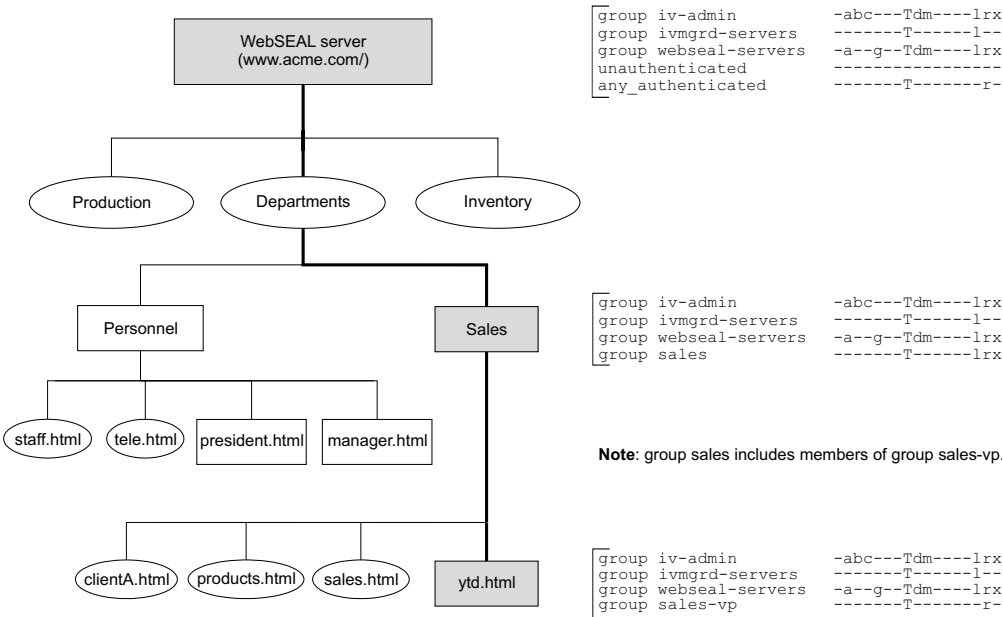 WebSEAL server
(www.acme.com/)
group iv-admin -abc---Tdm----lrx
group ivmgrd-servers -------T------l--
group webseal-servers -a--g--Tdm----lrx
unauthenticated -----------------
any_authenticated -------T-------r-
Production
Departments
Inventory
Personnel
Sales
group iv-admin -abc---Tdm----lrx
group ivmgrd-servers -------T------l--
group webseal-servers -a--g--Tdm----lrx
group sales -------T------lrx
staff.html
tele.html
president.html
manager.html
Note: group sales includes members of group sales-vp.
clientA.html
products.html
sales.html
ytd.html
group iv-admin -abc---Tdm----lrx
group ivmgrd-servers -------T------l--
group webseal-servers -a--g--Tdm----lrx
group sales-vp -------T-------r-